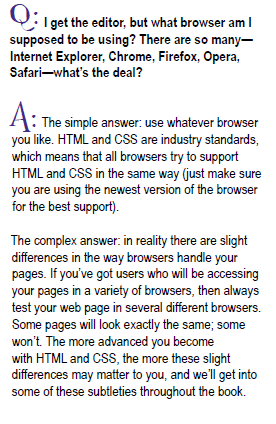 Q: I get the editor, but what browser am I
supposed to be using? There are so many—
Internet Explorer, Chrome, Firefox, Opera,
Safari—what's the deal?
A: The simple answer: use whatever browser
you like. HTML and CSS are industry standards,
which means that all browsers try to support
HTML and CSS in the same way (just make sure
you are using the newest version of the browser
for the best support).
The complex answer: in reality there are slight
differences in the way browsers handle your
pages. If you've got users who will be accessing
your pages in a variety of browsers, then always
test your web page in several different browsers.
Some pages will look exactly the same; some
won't. The more advanced you become
with HTML and CSS, the more these slight
differences may matter to you, and we'll get into
some of these subtleties throughout the book.